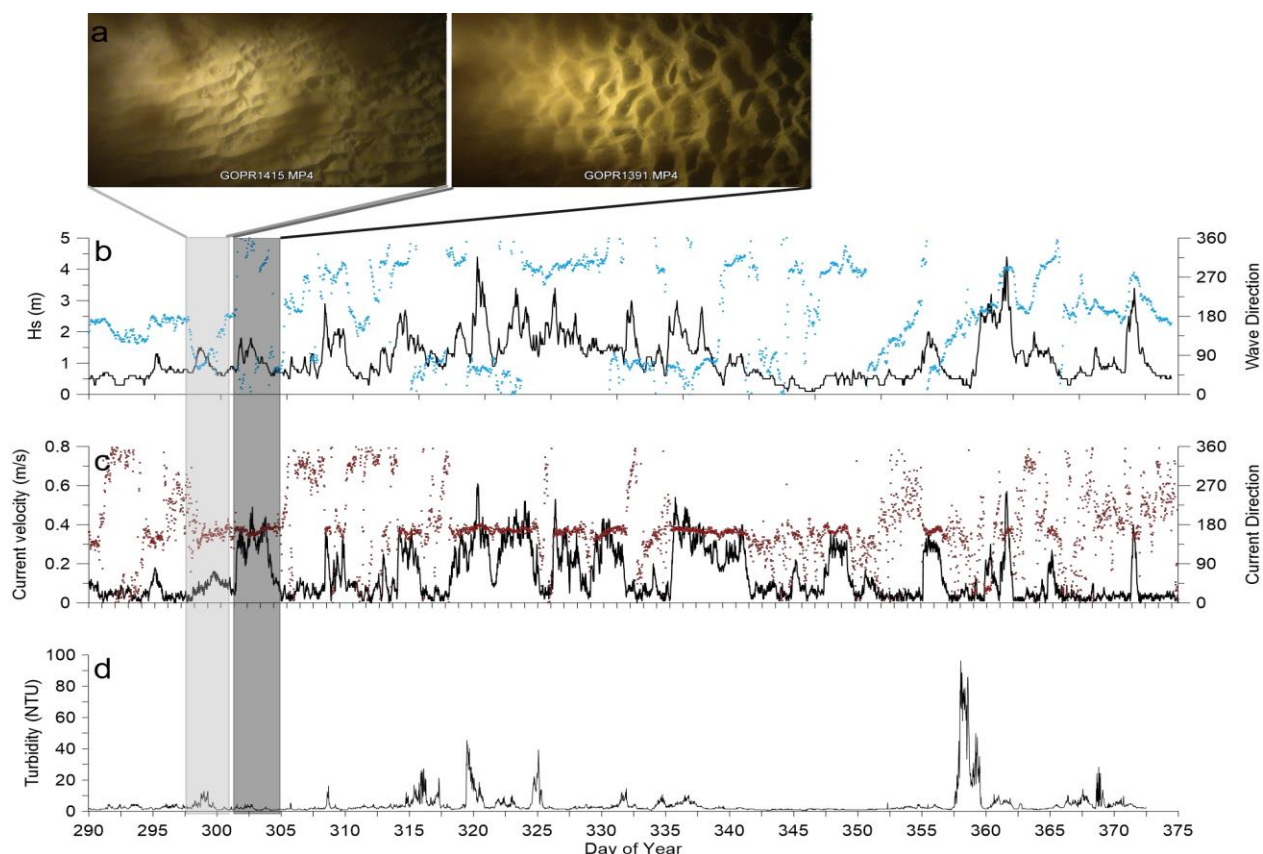 a
GOPR1415.MP4
GOPR1391.MP4
b
5
4
3
2
1
0
Hs (m)
360
270
180
90
0
Wave Direction
c
0.8
0.6
0.4
0.2
0
Current velocity (m/s)
360
270
180
90
0
Current Direction
d
100
80
60
40
20
0
Turbidity (NTU)
290 295 300 305 310 315 320 325 330 335 340 345 350 355 360 365 370 375
Day of Year